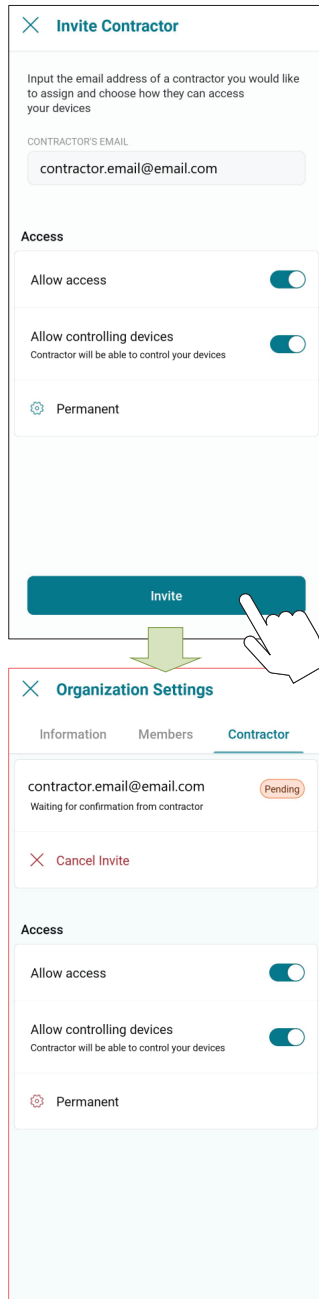 Invite Contractor
Input the email address of a contractor you would like
to assign and choose how they can access
your devices
CONTRACTOR'S EMAIL
contractor.email@email.com
Access
Allow access
Allow controlling devices
Contractor will be able to control your devices
Permanent
Invite
Organization Settings
Information Members Contractor
contractor.email@email.com Pending
Waiting for confirmation from contractor
Cancel Invite
Access
Allow access
Allow controlling devices
Contractor will be able to control your devices
Permanent